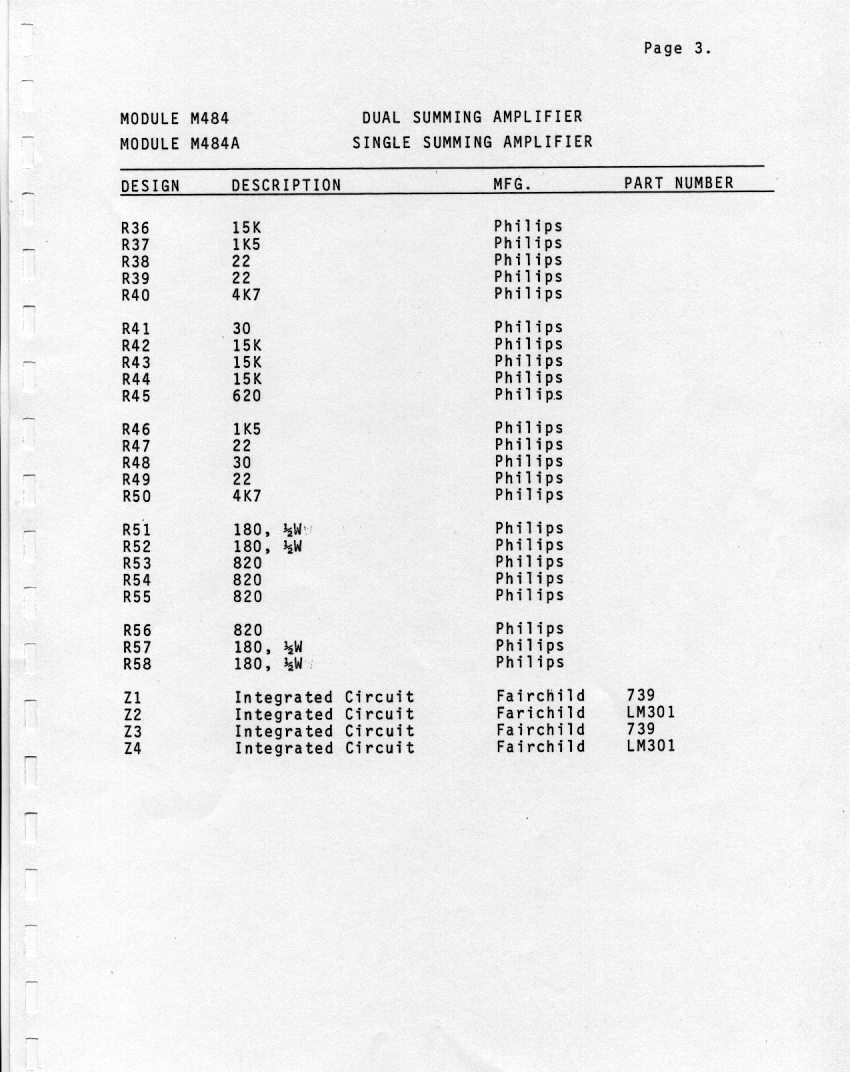 Page 3.
MODULE M484 DUAL SUMMING AMPLIFIER
MODULE M484A SINGLE SUMMING AMPLIFIER
DESIGN DESCRIPTION MFG. PART NUMBER
R36 15K Philips
R37 1K5 Philips
R38 22 Philips
R39 22 Philips
R40 4K7 Philips
R41 30 Philips
R42 15K Philips
R43 15K Philips
R44 15K Philips
R45 620 Philips
R46 1K5 Philips
R47 22 Philips
R48 30 Philips
R49 22 Philips
R50 4K7 Philips
R51 180, ½W Philips
R52 180, ½W Philips
R53 820 Philips
R54 820 Philips
R55 820 Philips
R56 820 Philips
R57 180, ½W Philips
R58 180, ½W Philips
Z1 Integrated Circuit Fairchild 739
Z2 Integrated Circuit Farichild LM301
Z3 Integrated Circuit Fairchild 739
Z4 Integrated Circuit Fairchild LM301